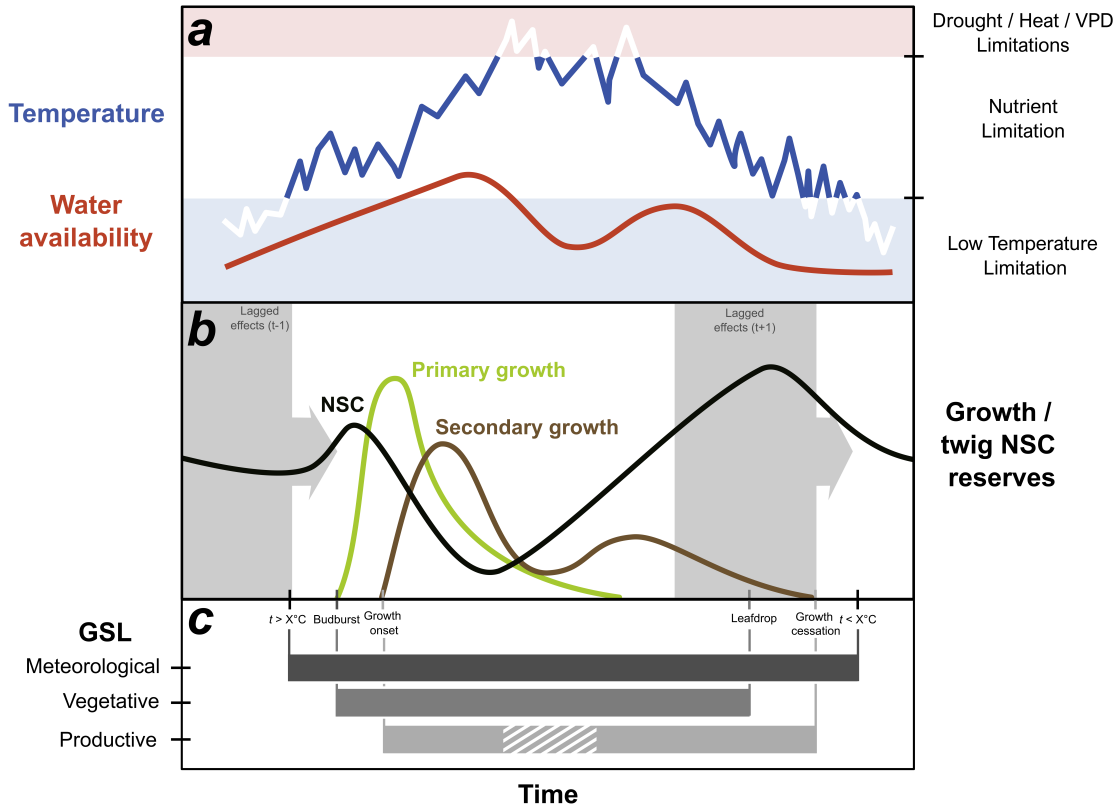 a
Drought / Heat / VPD
Limitations
Temperature
Nutrient
Limitation
Water
availability
Low Temperature
Limitation
b
Lagged
effects (t-1)
Lagged
effects (t+1)
Primary growth
NSC
Secondary growth
Growth /
twig NSC
reserves
c
t > X°C
Budburst
Growth
onset
Leafdrop
Growth
cessation
t < X°C
GSL
Meteorological
Vegetative
Productive
Time